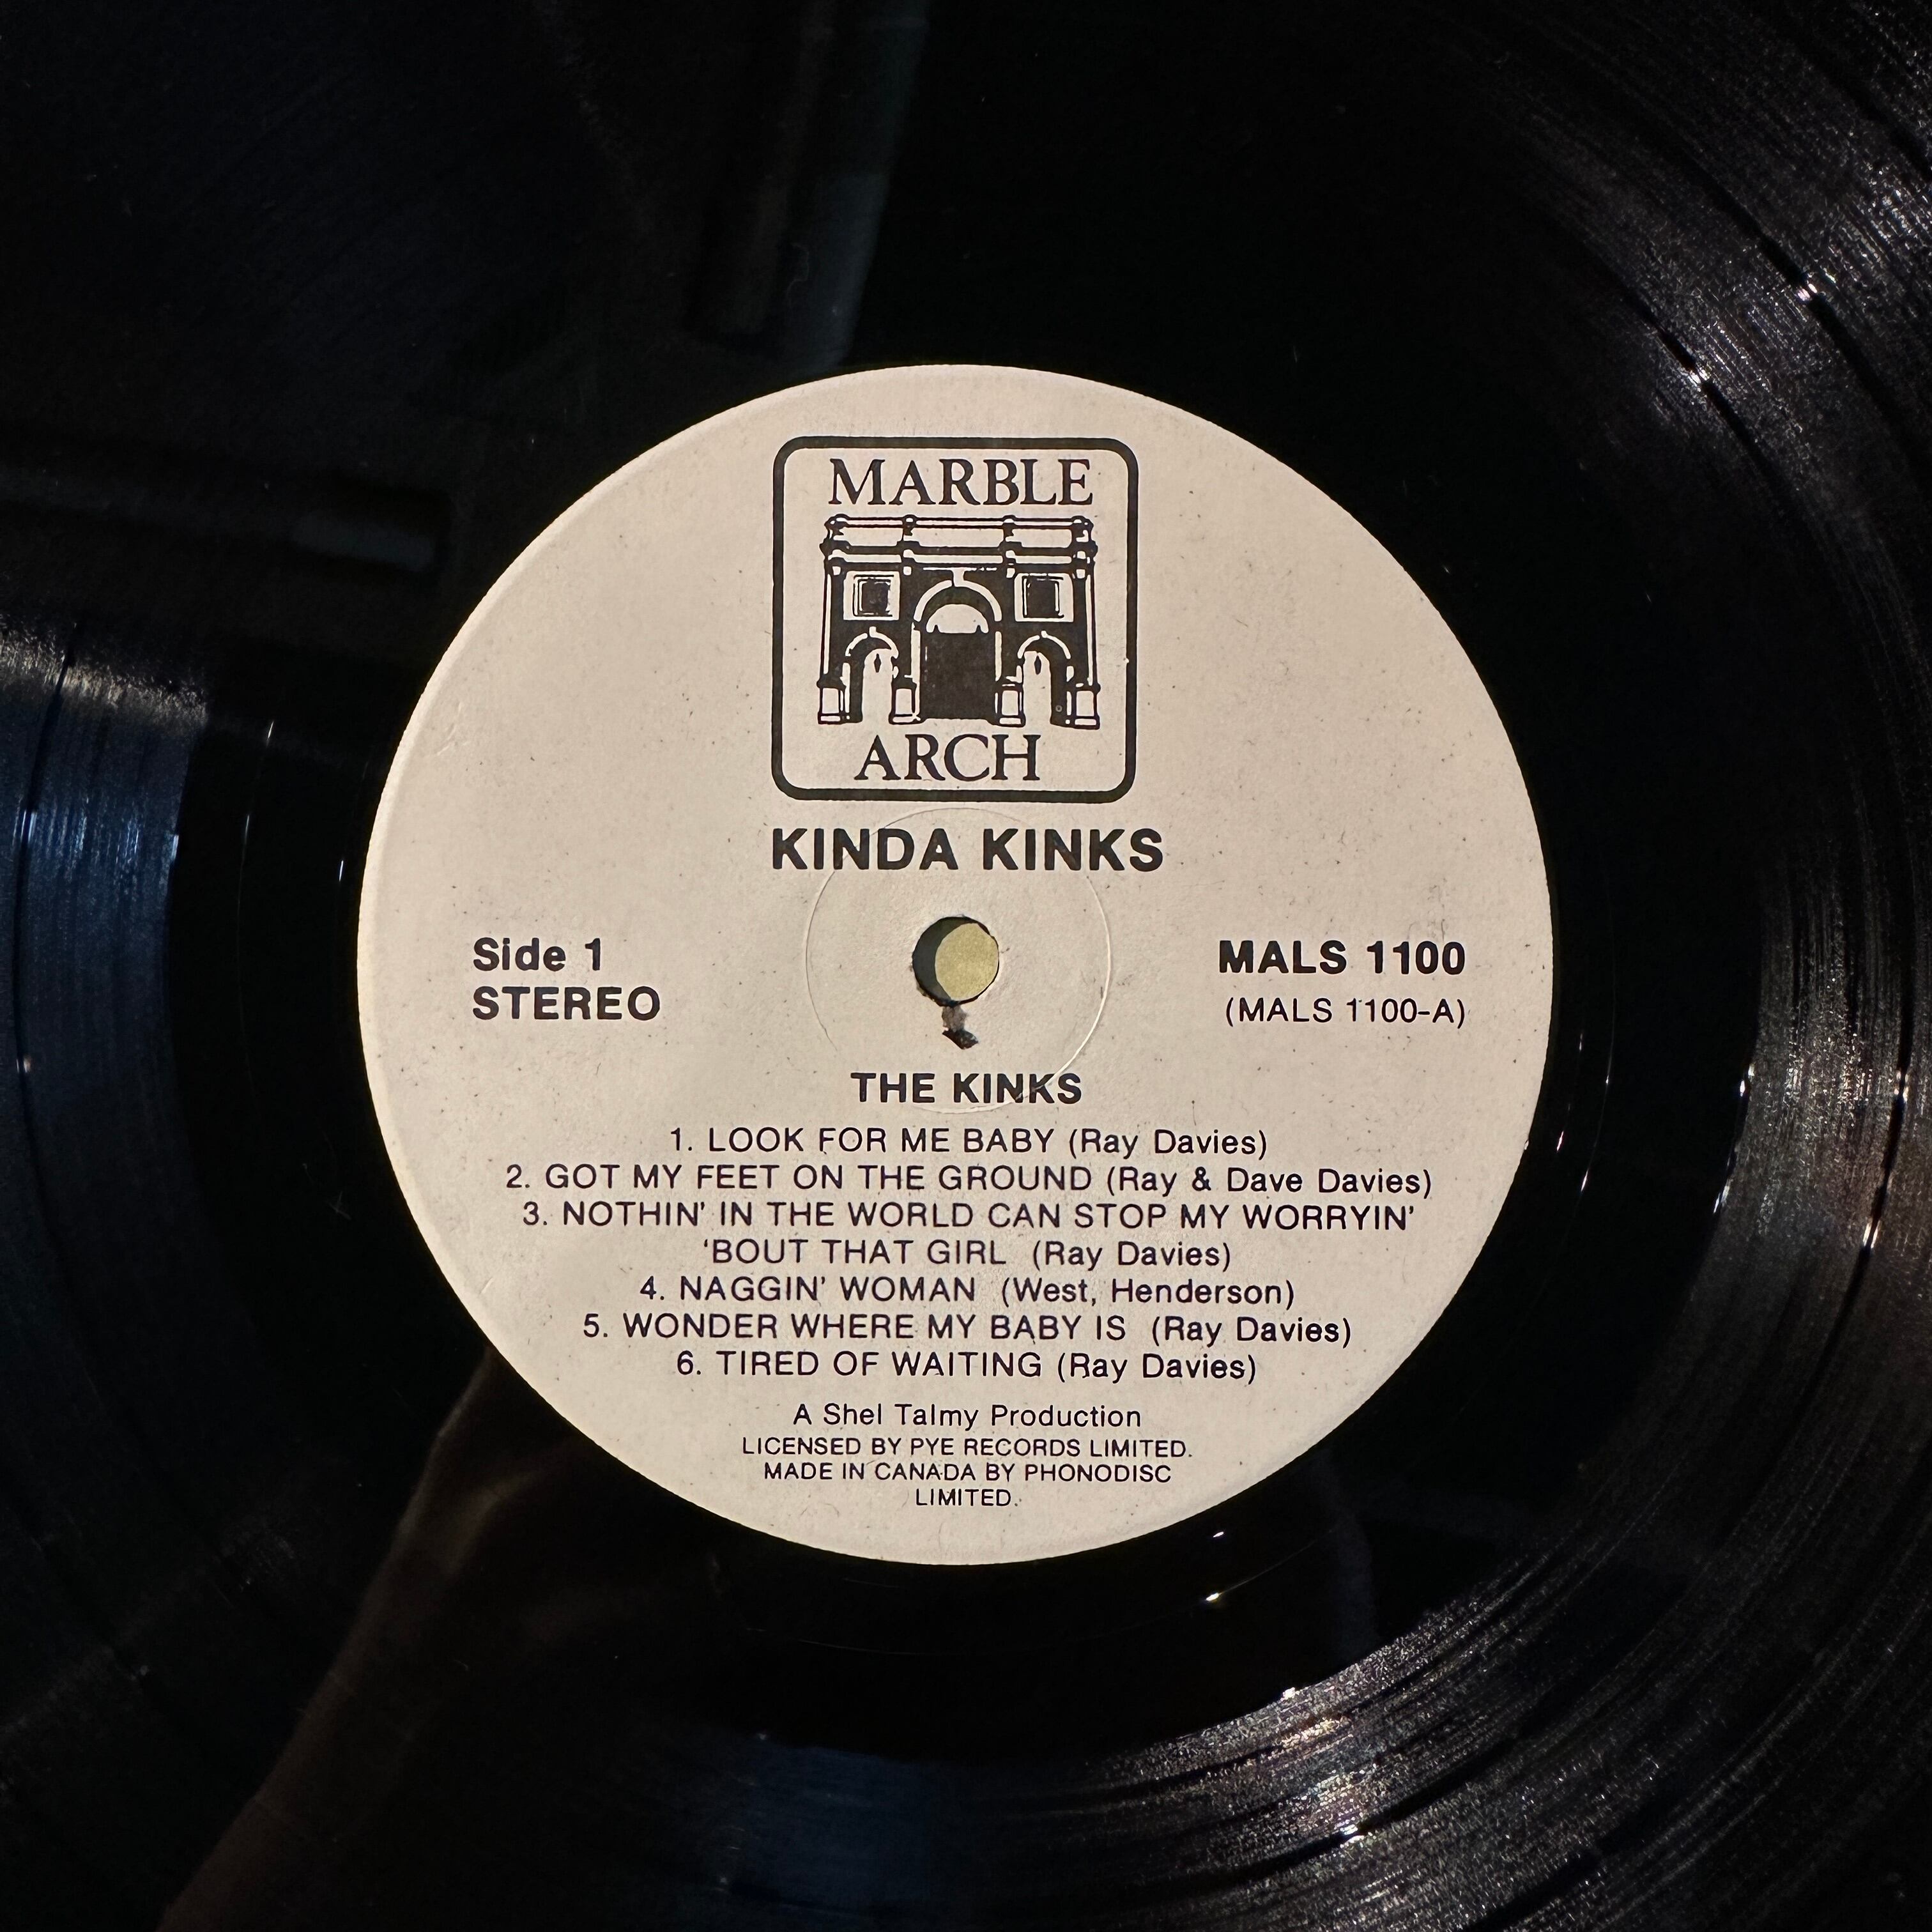 MARBLE
ARCH
KINDA KINKS
Side 1
STEREO
MALS 1100
(MALS 1100-A)
THE KINKS
1. LOOK FOR ME BABY (Ray Davies)
2. GOT MY FEET ON THE GROUND (Ray & Dave Davies)
3. NOTHIN' IN THE WORLD CAN STOP MY WORRYIN'
'BOUT THAT GIRL (Ray Davies)
4. NAGGIN' WOMAN (West, Henderson)
5. WONDER WHERE MY BABY IS (Ray Davies)
6. TIRED OF WAITING (Ray Davies)
A Shel Talmy Production
LICENSED BY PYE RECORDS LIMITED.
MADE IN CANADA BY PHONODISC
LIMITED.